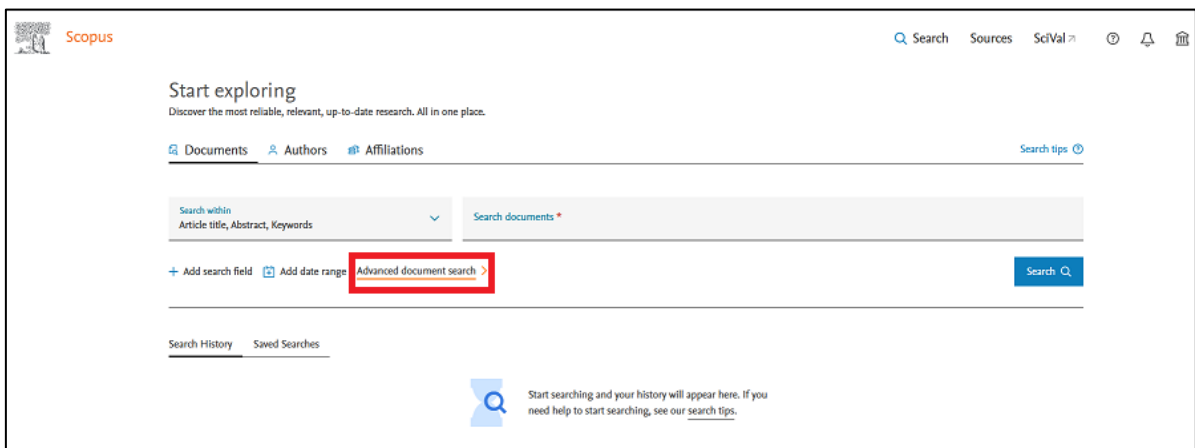 Scopus
Search Sources SciVal
Start exploring
Discover the most reliable, relevant, up-to-date research. All in one place.
Documents Authors Affiliations
Search tips
Search within
Article title, Abstract, Keywords
Search documents *
Add search field Add date range Advanced document search
Search
Search History Saved Searches
Start searching and your history will appear here. If you
need help to start searching, see our search tips.